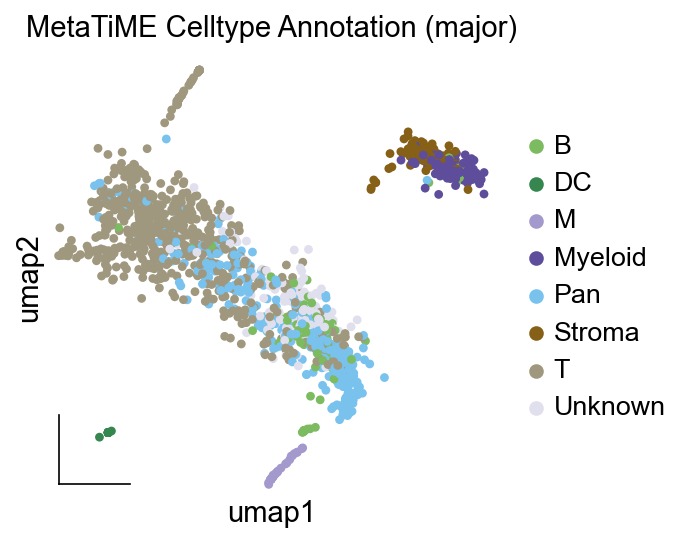 MetaTiME Celltype Annotation (major)
B
DC
M
Myeloid
Pan
Stroma
T
Unknown
umap2
umap1